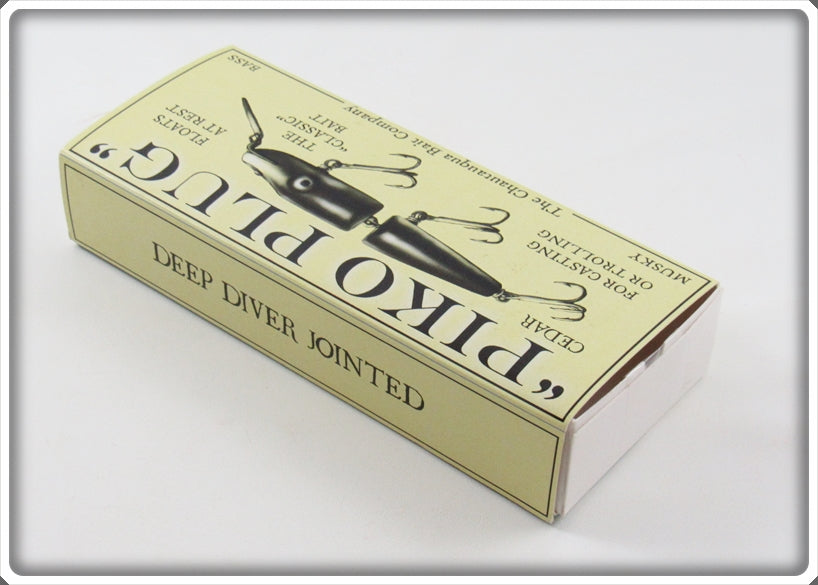 BASS
The Chautauqua Bait Company
MUSKY
FLOATS
AT REST
THE
"CLASSIC"
BAIT
FOR CASTING
OR TROLLING
CEDAR
"PIKO PLUG"
DEEP DIVER JOINTED